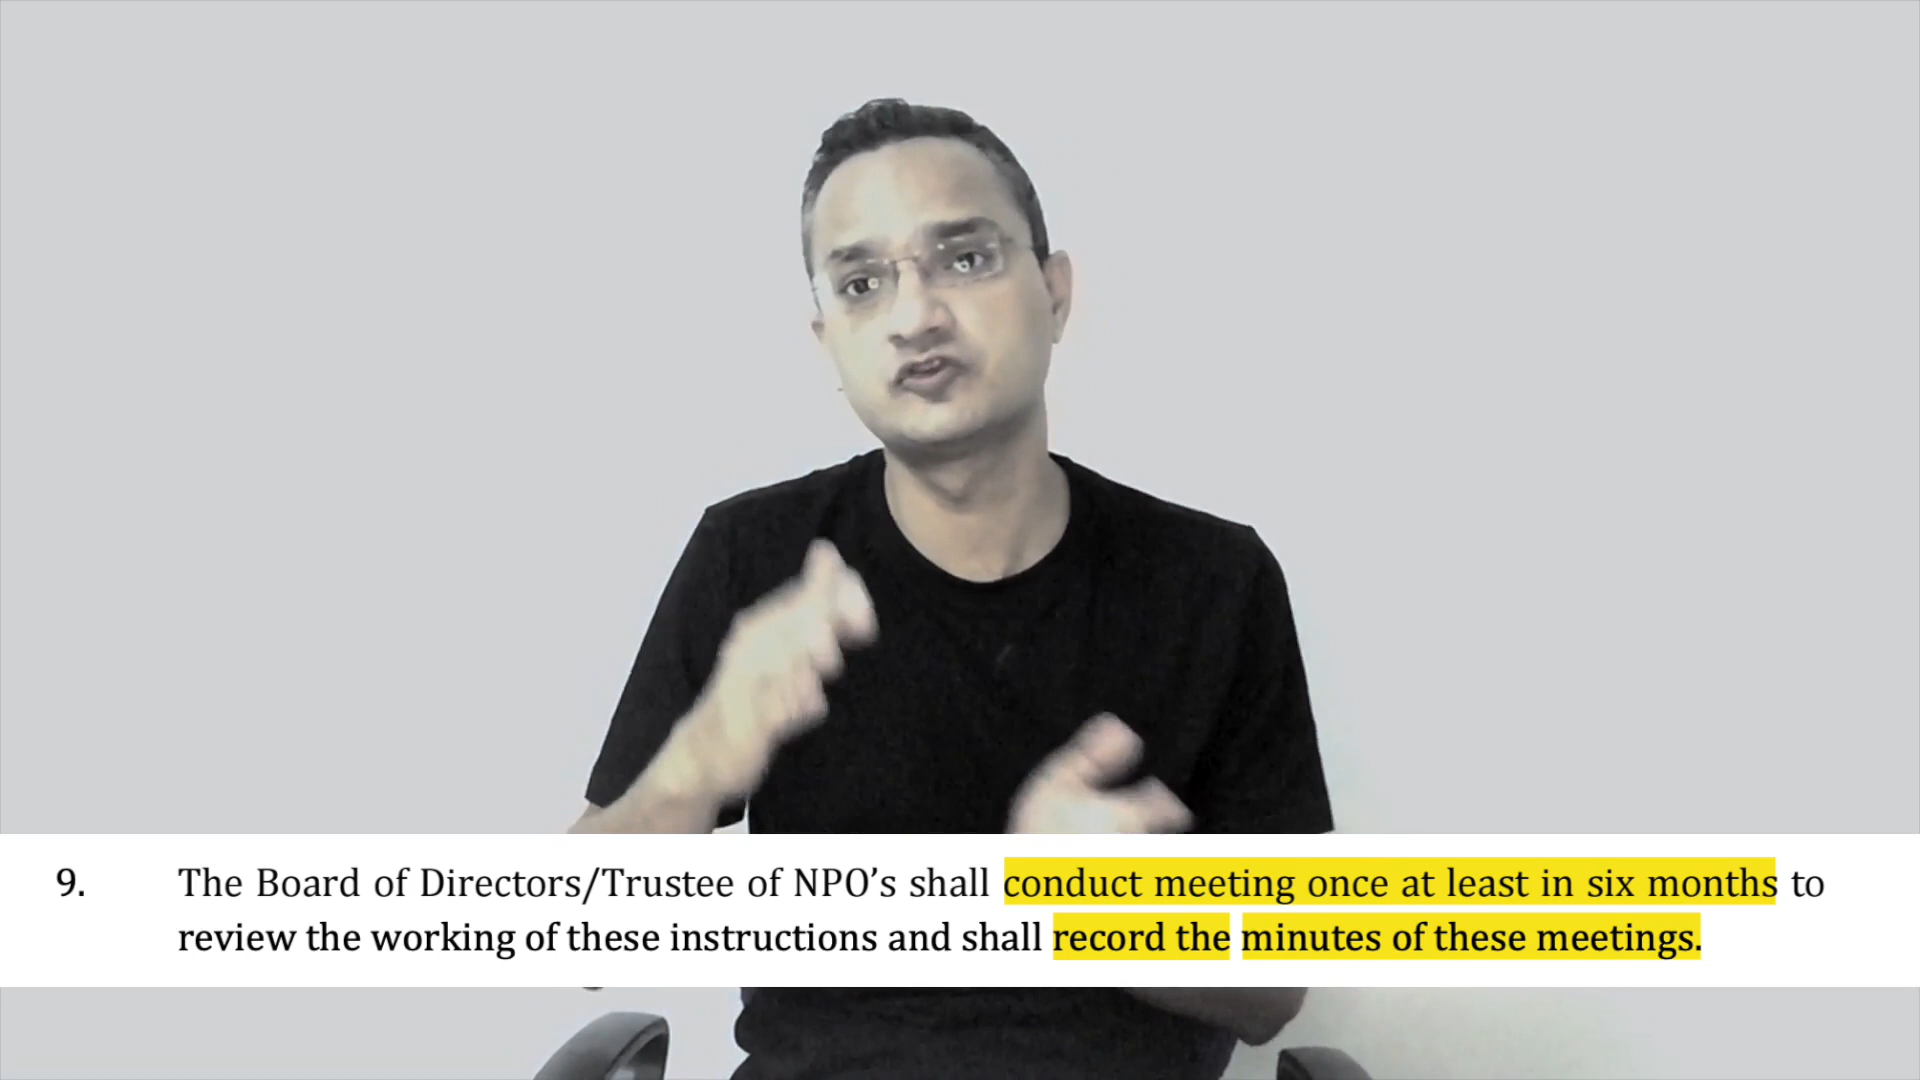 9. The Board of Directors/Trustee of NPO’s shall conduct meeting once at least in six months to
review the working of these instructions and shall record the minutes of these meetings.